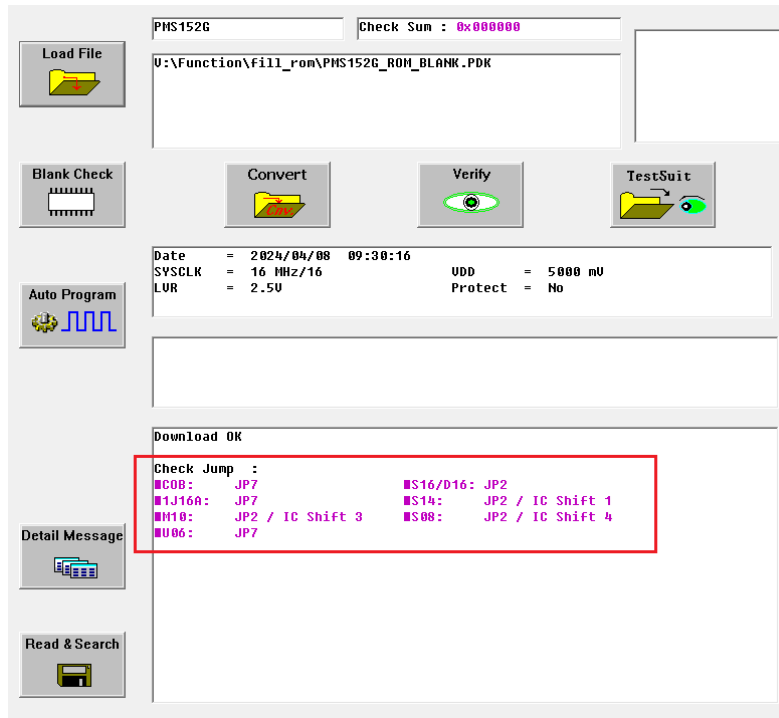 PMS152G
Check Sum : 0x000000
Load File
V:\Function\fill_rom\PMS152G_ROM_BLANK.PDK
Blank Check
Convert
Cnv.
Verify
TestSuit
Date = 2024/04/08 09:30:16
SYSCLK = 16 MHz/16 VDD = 5000 mV
LVR = 2.5V Protect = No
Auto Program
Download OK
Check Jump :
■COB: JP7 ■S16/D16: JP2
■1J16A: JP7 ■S14: JP2 / IC Shift 1
■M10: JP2 / IC Shift 3 ■S08: JP2 / IC Shift 4
■U06: JP7
Detail Message
Read & Search